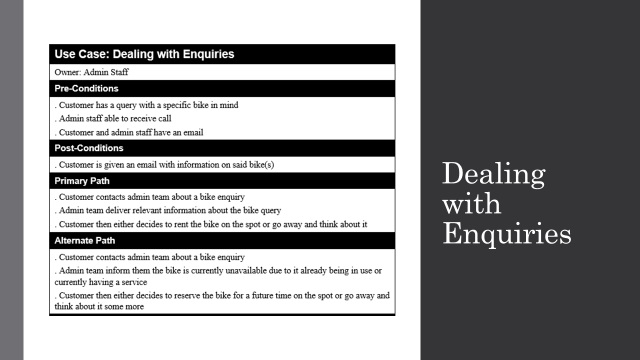 Use Case: Dealing with Enquiries
Owner: Admin Staff
Pre-Conditions
. Customer has a query with a specific bike in mind
. Admin staff able to receive call
. Customer and admin staff have an email
Post-Conditions
. Customer is given an email with information on said bike(s)
Primary Path
. Customer contacts admin team about a bike enquiry
. Admin team deliver relevant information about the bike query
. Customer then either decides to rent the bike on the spot or go away and think about it
Alternate Path
. Customer contacts admin team about a bike enquiry
. Admin team inform them the bike is currently unavailable due to it already being in use or
currently having a service
. Customer then either decides to reserve the bike for a future time on the spot or go away and
think about it some more
Dealing
with
Enquiries